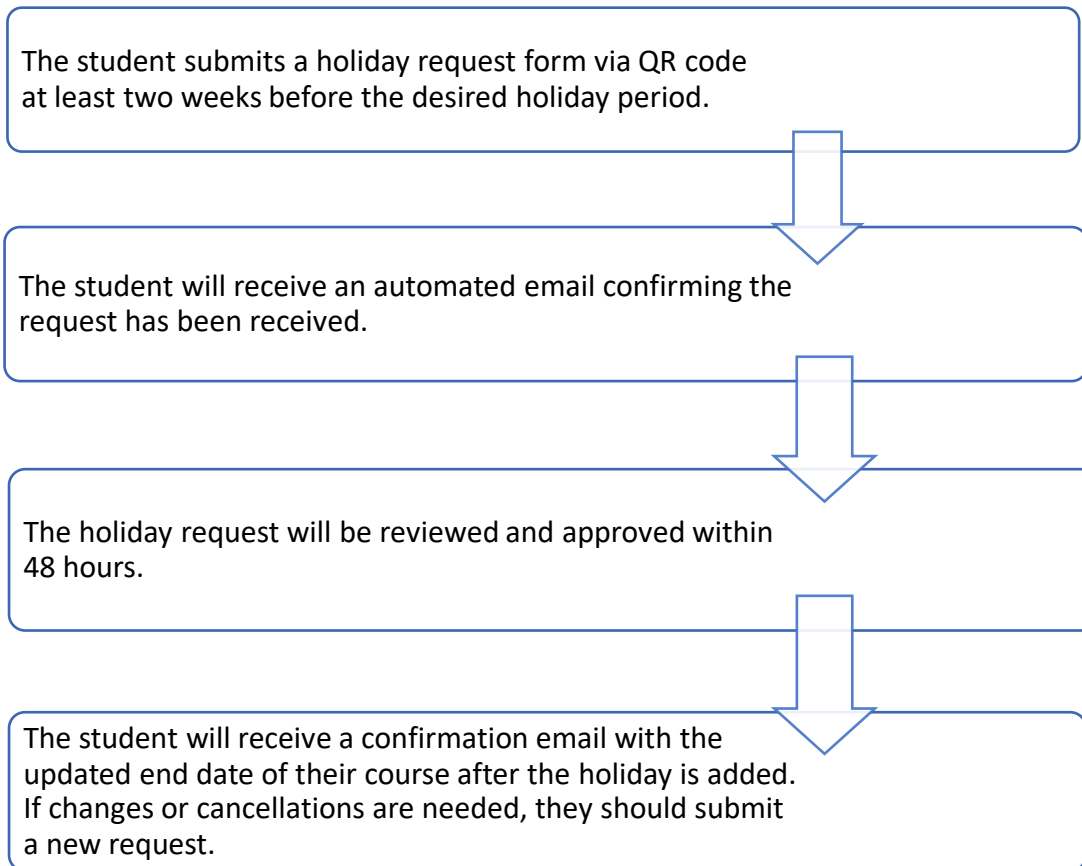 The student submits a holiday request form via QR code
at least two weeks before the desired holiday period.
The student will receive an automated email confirming the
request has been received.
The holiday request will be reviewed and approved within
48 hours.
The student will receive a confirmation email with the
updated end date of their course after the holiday is added.
If changes or cancellations are needed, they should submit
a new request.